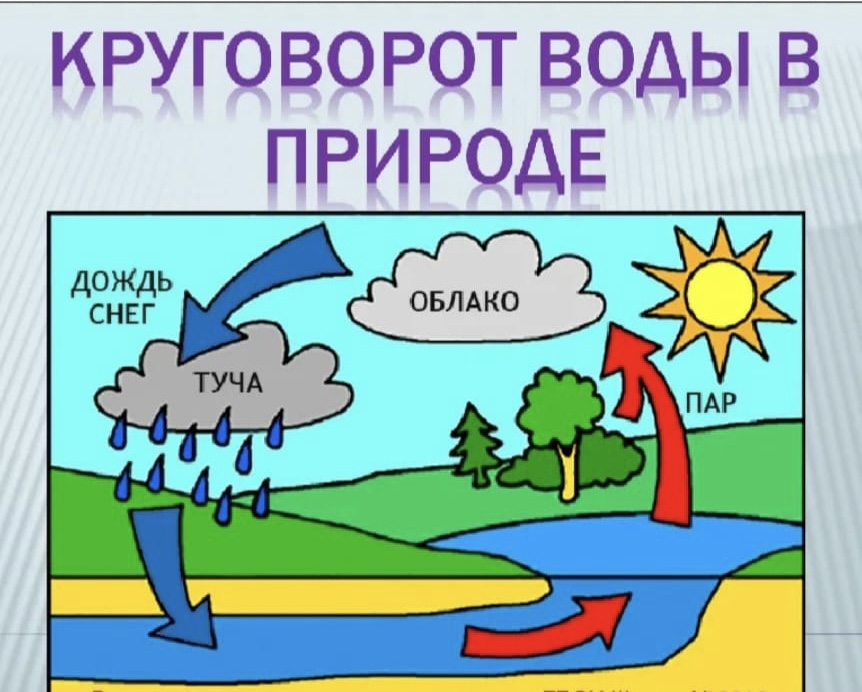 КРУГОВОРОТ ВОДЫ В
ПРИРОДЕ
ДОЖДЬ
СНЕГ
ОБЛАКО
ТУЧА
ПАР